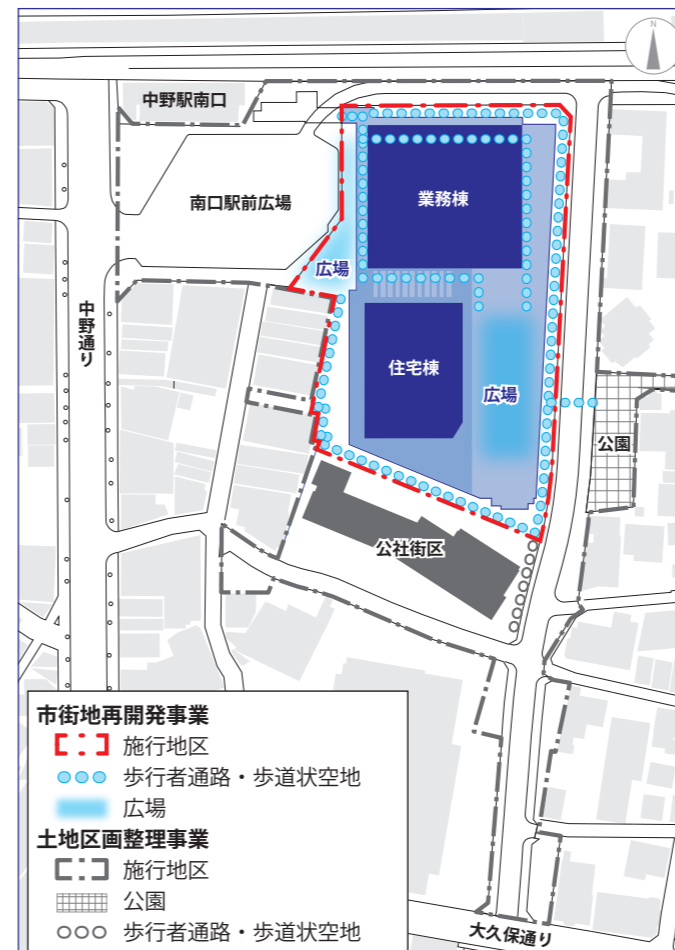 N
中野駅南口
業務棟
南口駅前広場
広場
中野通り
住宅棟
広場
公園
公社街区
市街地再開発事業
施行地区
歩行者通路・歩道状空地
広場
土地区画整理事業
施行地区
公園
歩行者通路・歩道状空地
大久保通り